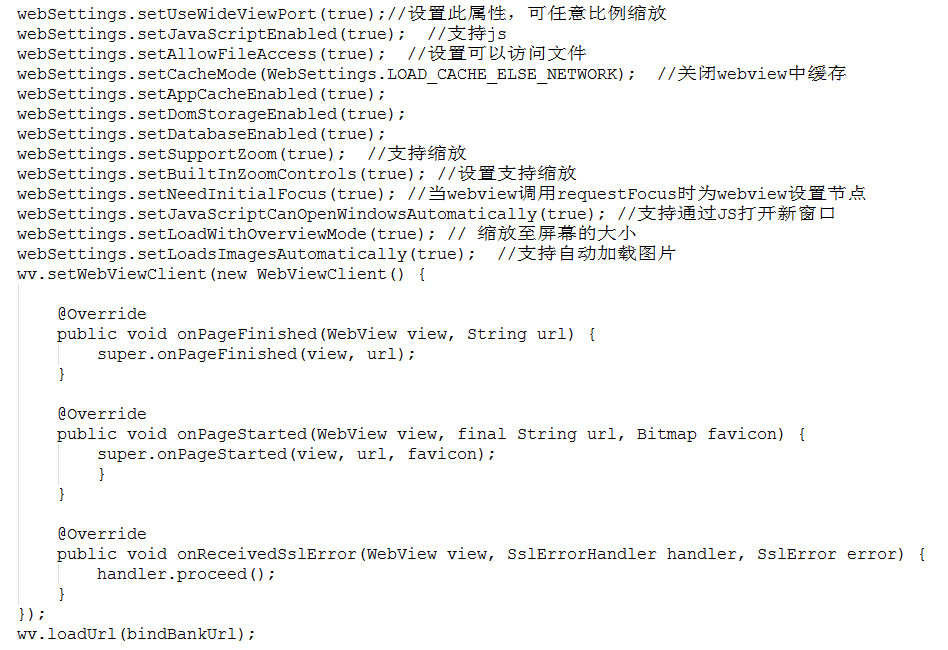 webSettings.setUseWideViewPort(true);//设置此属性，可任意比例缩放
webSettings.setJavaScriptEnabled(true);  //支持js
webSettings.setAllowFileAccess(true);  //设置可以访问文件
webSettings.setCacheMode(WebSettings.LOAD_CACHE_ELSE_NETWORK);  //关闭webview中缓存
webSettings.setAppCacheEnabled(true);
webSettings.setDomStorageEnabled(true);
webSettings.setDatabaseEnabled(true);
webSettings.setSupportZoom(true);  //支持缩放
webSettings.setBuiltInZoomControls(true); //设置支持缩放
webSettings.setNeedInitialFocus(true); //当webview调用requestFocus时为webview设置节点
webSettings.setJavaScriptCanOpenWindowsAutomatically(true); //支持通过JS打开新窗口
webSettings.setLoadWithOverviewMode(true); // 缩放至屏幕的大小
webSettings.setLoadsImagesAutomatically(true);  //支持自动加载图片
wv.setWebViewClient(new WebViewClient() {
    @Override
    public void onPageFinished(WebView view, String url) {
        super.onPageFinished(view, url);
    }
    @Override
    public void onPageStarted(WebView view, final String url, Bitmap favicon) {
        super.onPageStarted(view, url, favicon);
        }
    }
    @Override
    public void onReceivedSslError(WebView view, SslErrorHandler handler, SslError error) {
        handler.proceed();
    }
});
wv.loadUrl(bindBankUrl);